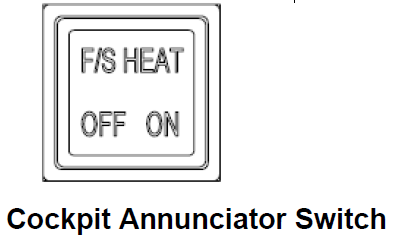 F/S HEAT
OFF ON
Cockpit Annunciator Switch